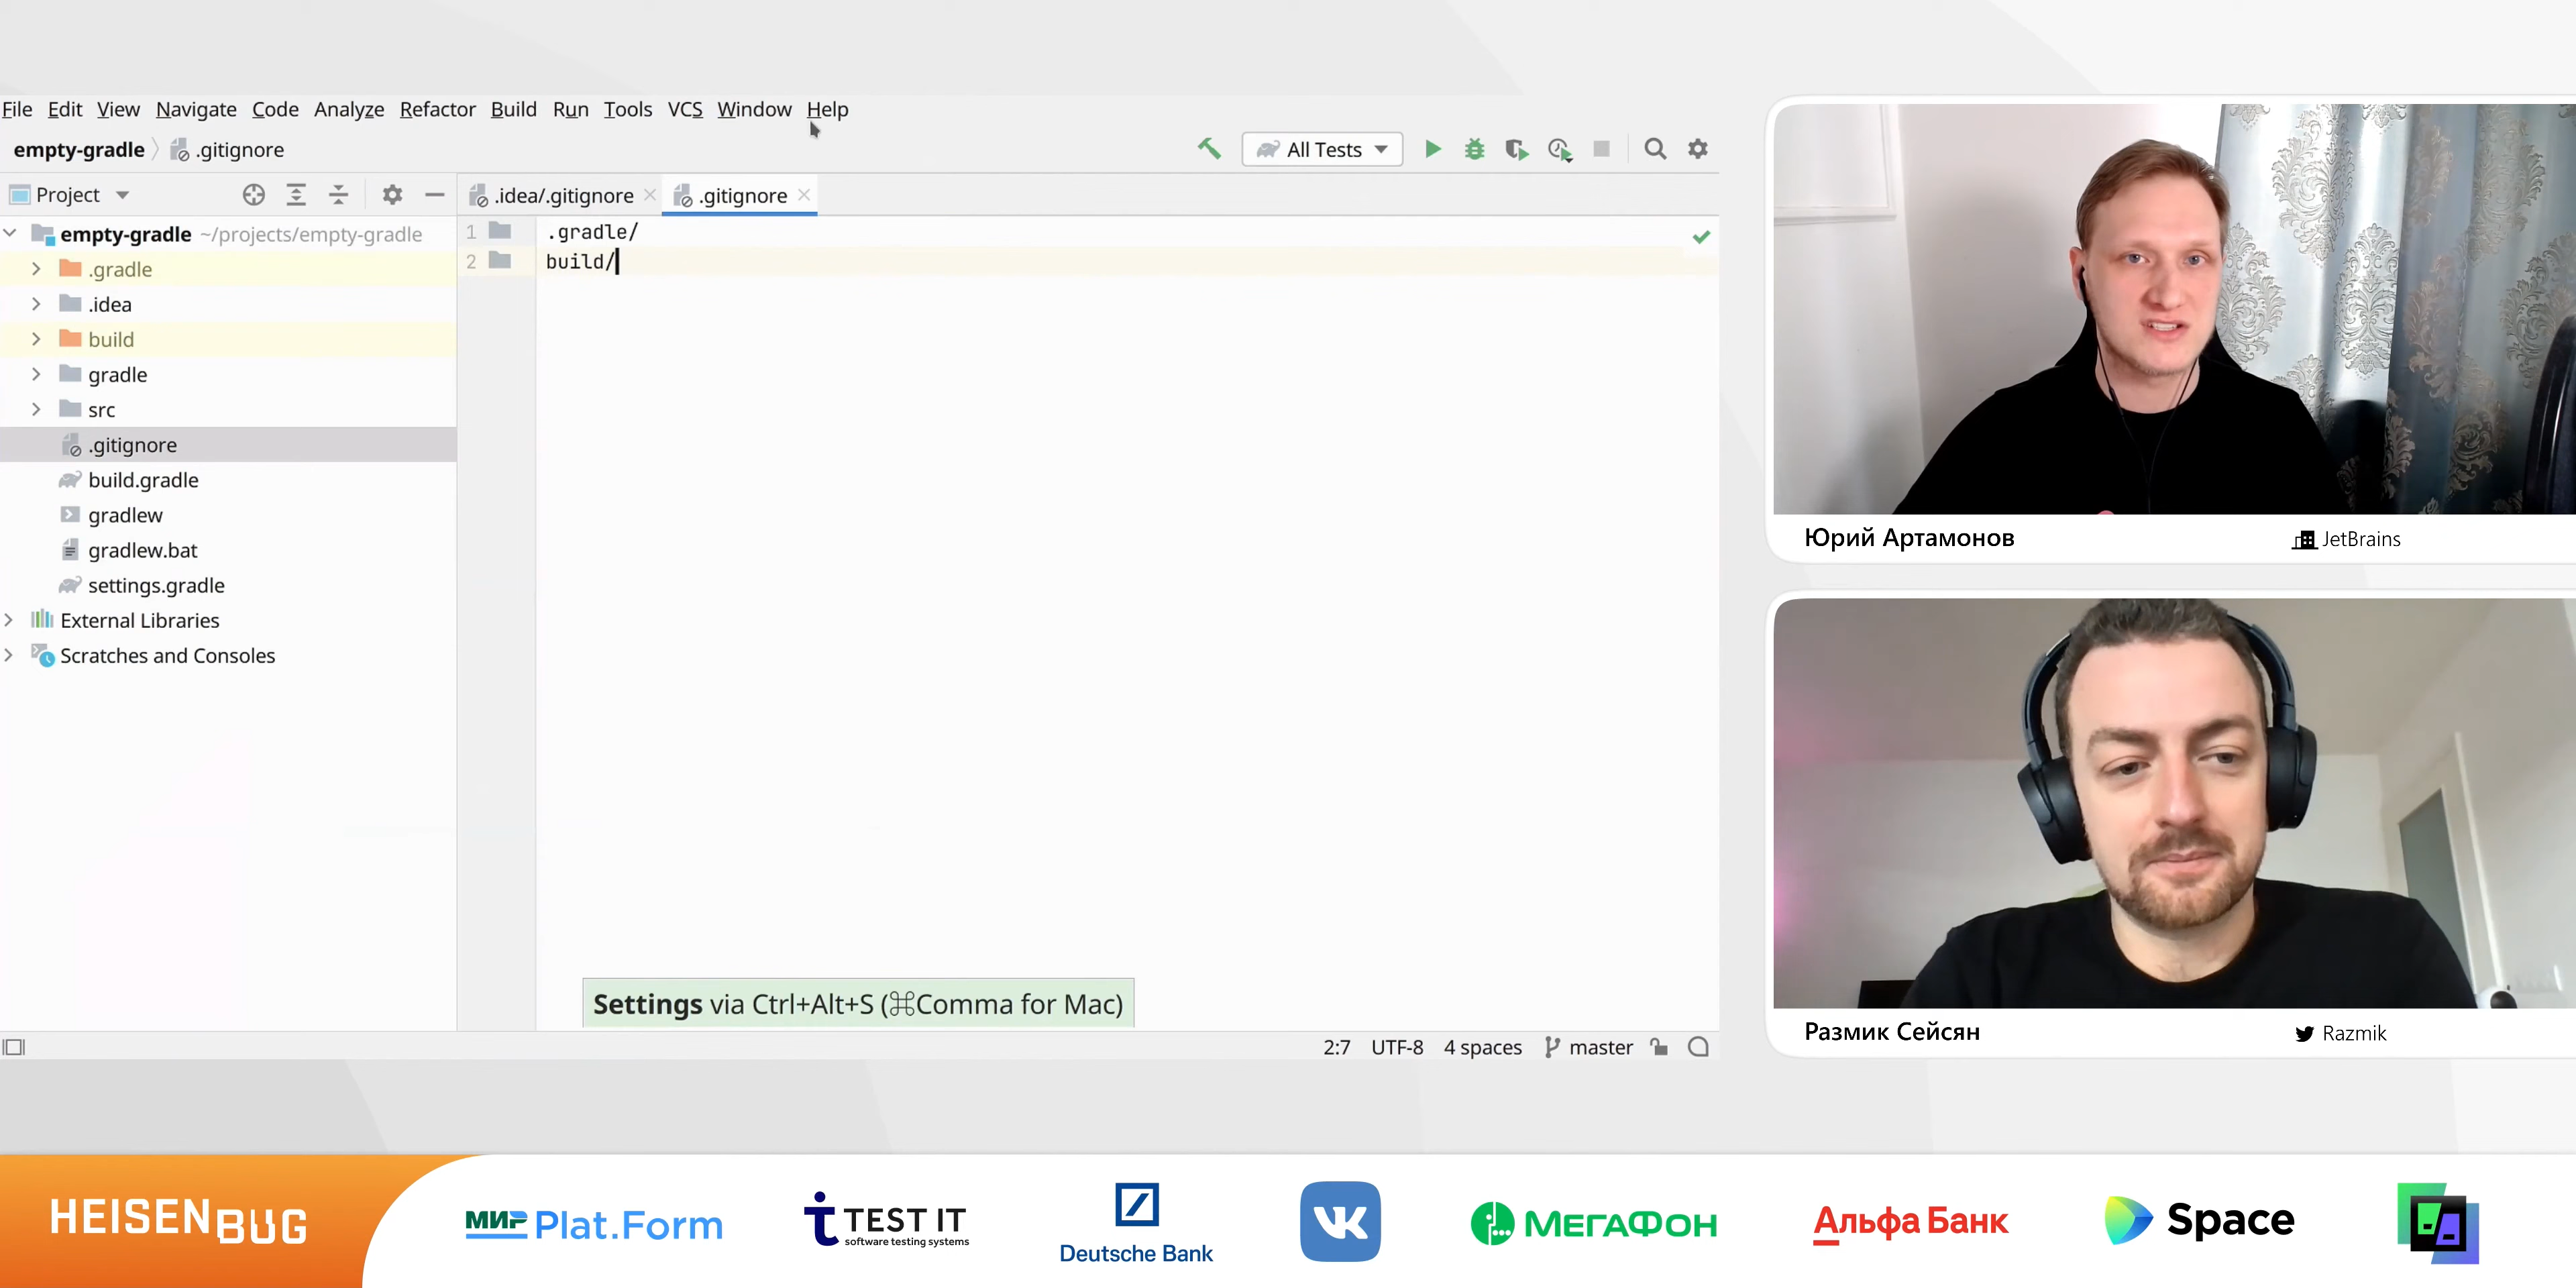 File Edit View Navigate Code Analyze Refactor Build Run Tools VCS Window Help
empty-gradle .gitignore
All Tests
Project
.idea/.gitignore .gitignore
empty-gradle ~/projects/empty-gradle
.gradle
.idea
build
gradle
src
.gitignore
build.gradle
gradlew
gradlew.bat
settings.gradle
External Libraries
Scratches and Consoles
1 .gradle/
2 build/
Settings via Ctrl+Alt+S (⌘Comma for Mac)
2:7 UTF-8 4 spaces master
Юрий Артамонов JetBrains
Размик Сейсян Razmik
HEISENBUG
МИР Plat.Form
TEST IT
software testing systems
Deutsche Bank
VK
МЕГАФОН
Альфа Банк
Space